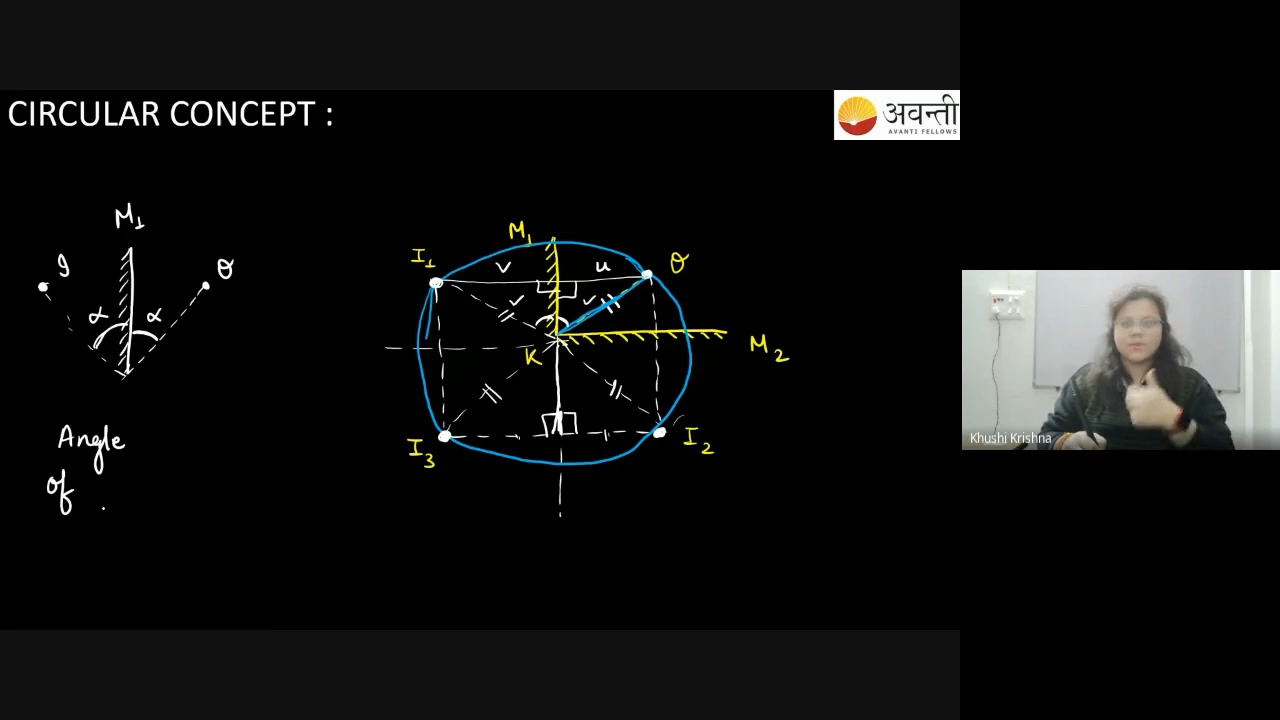 CIRCULAR CONCEPT :
अवन्ती
AVANTI FELLOWS
M1
I
O
α α
Angle
of
M1
I1
v u
O
K
M2
I3
I2
Khushi Krishna